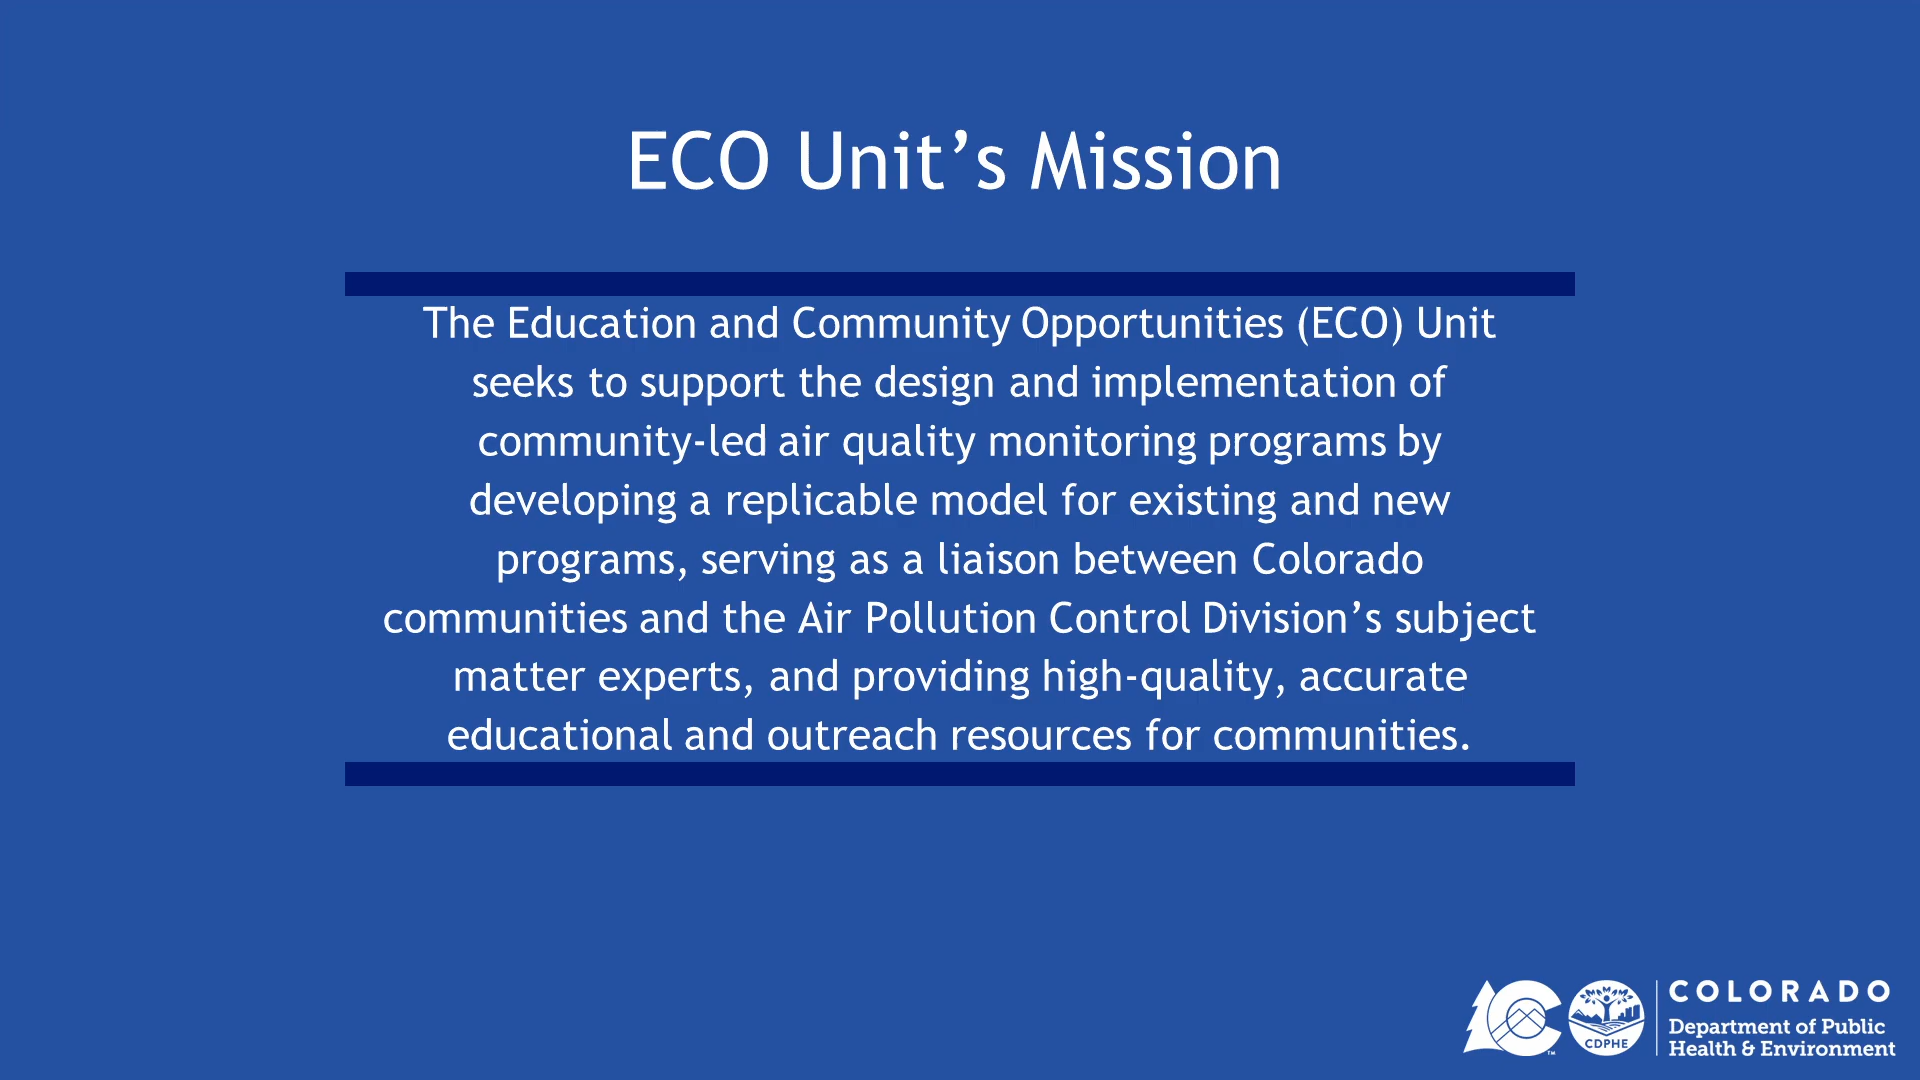 ECO Unit’s Mission
The Education and Community Opportunities (ECO) Unit
seeks to support the design and implementation of
community-led air quality monitoring programs by
developing a replicable model for existing and new
programs, serving as a liaison between Colorado
communities and the Air Pollution Control Division’s subject
matter experts, and providing high-quality, accurate
educational and outreach resources for communities.
C
TM
CDPHE
COLORADO
Department of Public
Health & Environment